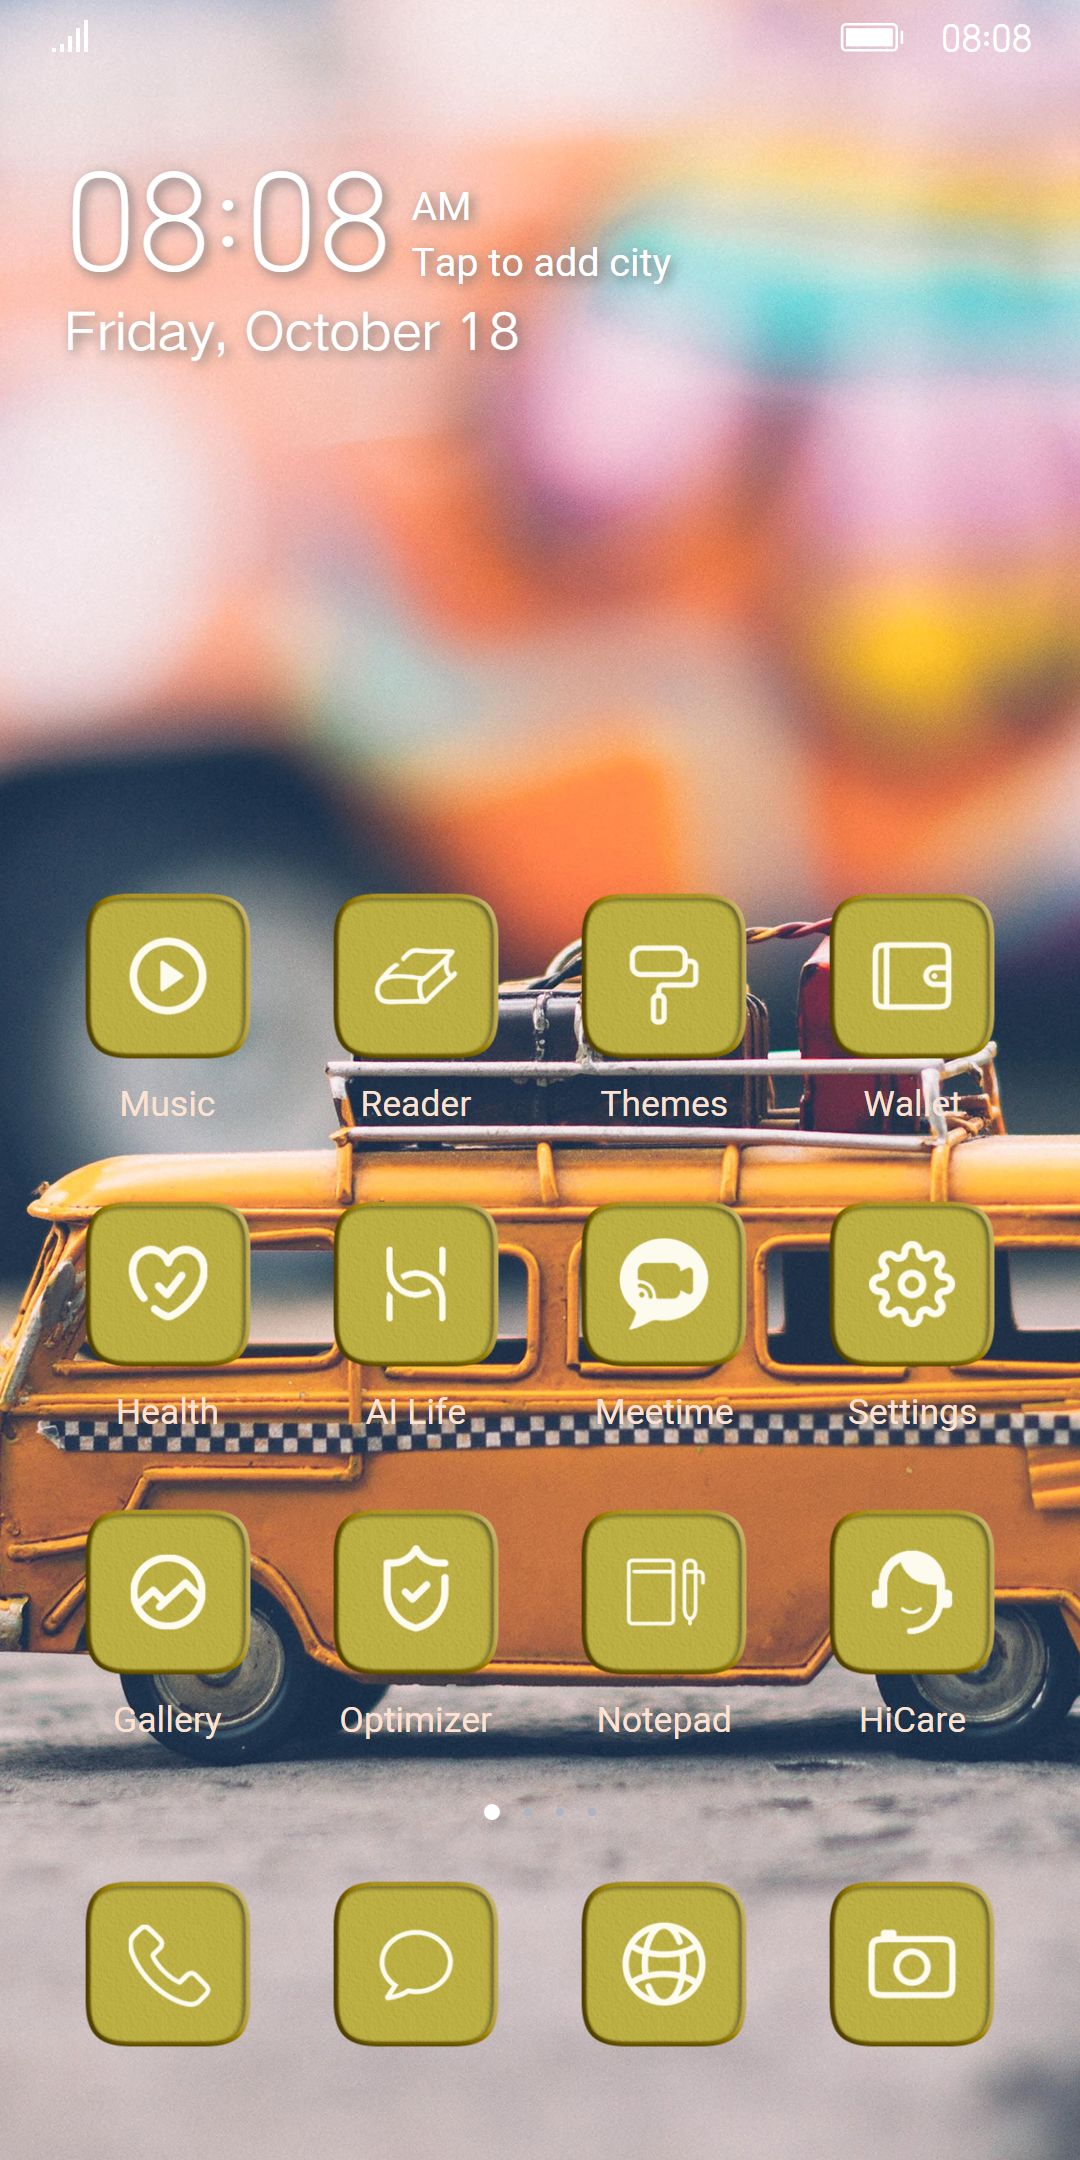 08:08
08:08 AM
Tap to add city
Friday, October 18
Music Reader Themes Wallet
Health AI Life Meetime Settings
Gallery Optimizer Notepad HiCare